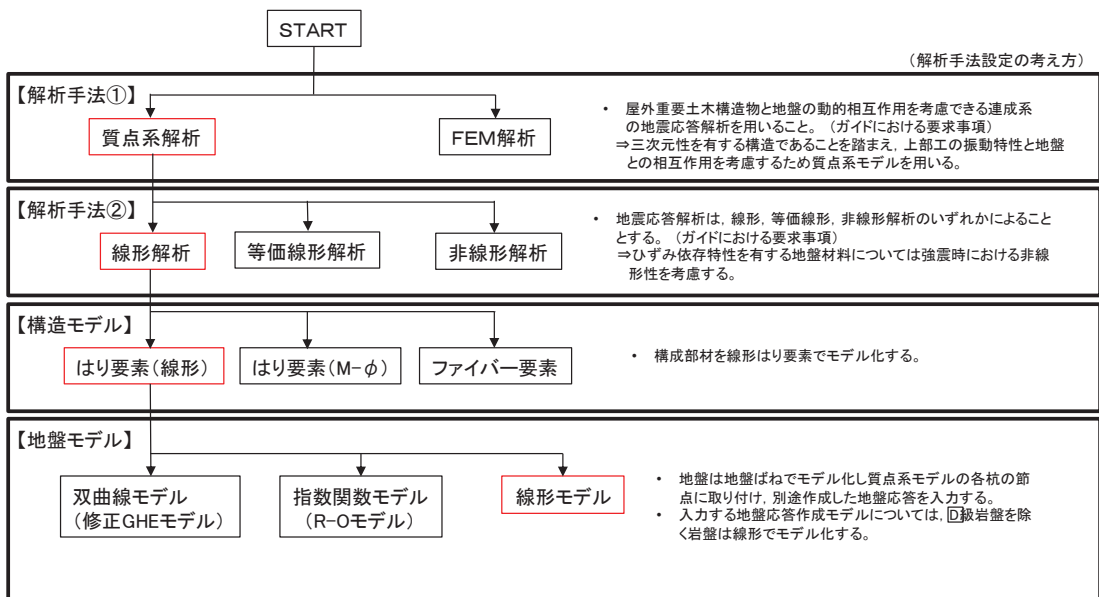 START
(解析手法設定の考え方)
【解析手法①】
質点系解析
FEM解析
・ 屋外重要土木構造物と地盤の動的相互作用を考慮できる連成系
の地震応答解析を用いること。（ガイドにおける要求事項）
⇒三次元性を有する構造であることを踏まえ，上部工の振動特性と地盤
との相互作用を考慮するため質点系モデルを用いる。
【解析手法②】
線形解析
等価線形解析
非線形解析
・ 地震応答解析は，線形，等価線形，非線形解析のいずれかによること
とする。（ガイドにおける要求事項）
⇒ひずみ依存特性を有する地盤材料については強震時における非線
形性を考慮する。
【構造モデル】
はり要素(線形)
はり要素(M-φ)
ファイバー要素
・ 構成部材を線形はり要素でモデル化する。
【地盤モデル】
双曲線モデル
(修正GHEモデル)
指数関数モデル
(R-Oモデル)
線形モデル
・ 地盤は地盤ばねでモデル化し質点系モデルの各杭の節
点に取り付け，別途作成した地盤応答を入力する。
・ 入力する地盤応答作成モデルについては，D級岩盤を除
く岩盤は線形でモデル化する。